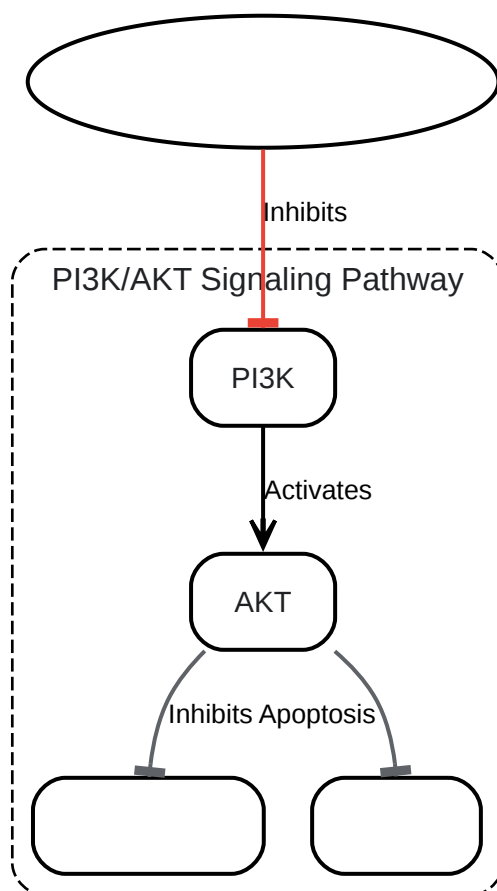 Inhibits
PI3K/AKT Signaling Pathway
PI3K
Activates
AKT
Inhibits Apoptosis